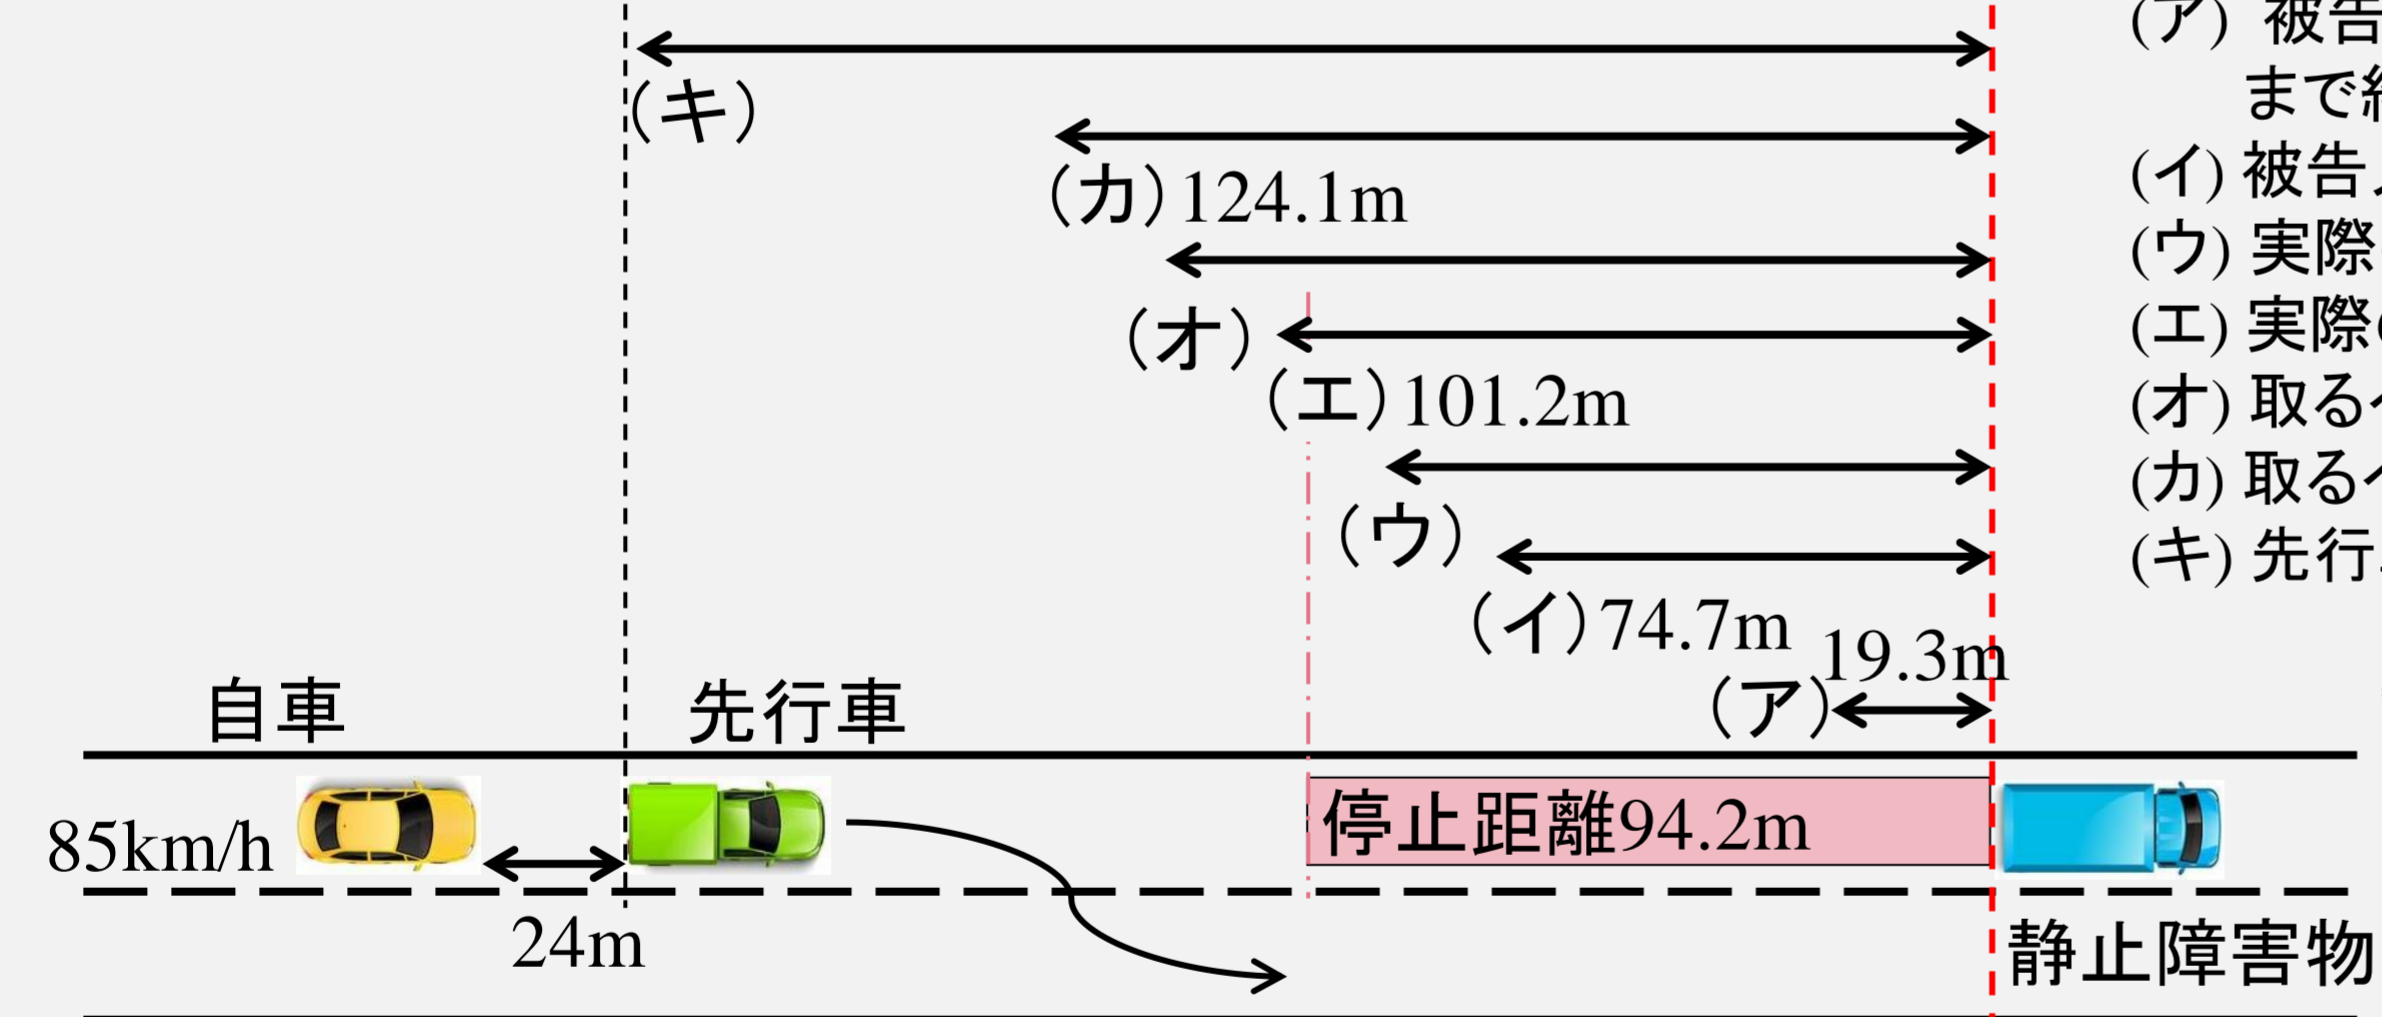 (キ)
(カ)124.1m
(オ)
(エ)101.2m
(ウ)
(イ)74.7m
19.3m
(ア)
自車
先行車
85km/h
24m
停止距離94.2m
静止障害物
(ア) 被告
まで
(イ) 被告
(ウ) 実際
(エ) 実際
(オ) 取る
(カ) 取る
(キ) 先行